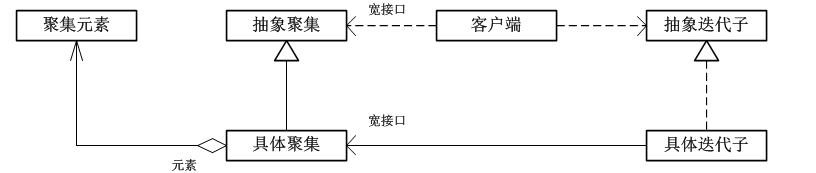 聚集元素
抽象聚集
宽接口
客户端
抽象迭代子
元素
具体聚集
宽接口
具体迭代子